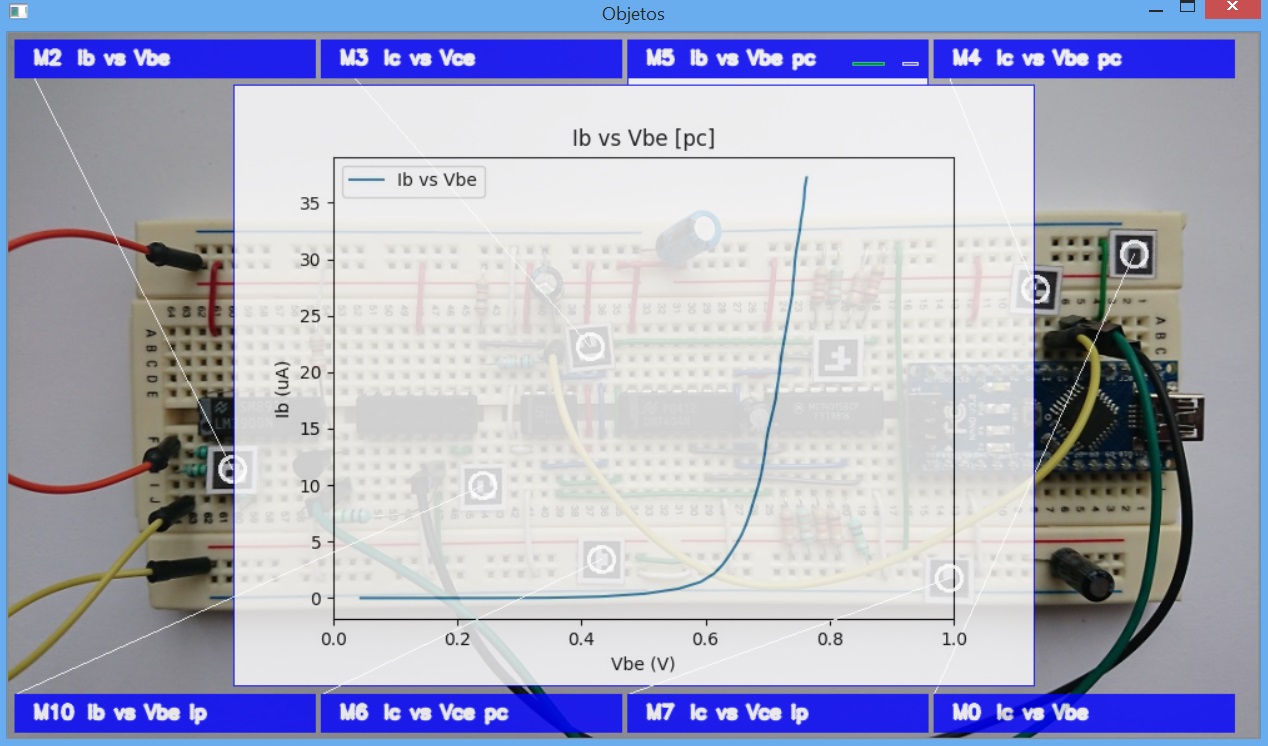 Objetos
M2 Ib vs Vbe
M3 Ic vs Vce
M5 Ib vs Vbe pc
M4 Ic vs Vbe pc
Ib vs Vbe [pc]
Ib vs Vbe
35
30
25
20
15
10
5
0
Ib (uA)
0.0 0.2 0.4 0.6 0.8 1.0
Vbe (V)
A B C D E
A B C
M10 Ib vs Vbe Ip
M6 Ic vs Vce pc
M7 Ic vs Vce Ip
M0 Ic vs Vbe